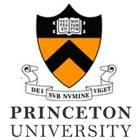 DEI SVB NVMINE VIGET
PRINCETON
UNIVERSITY